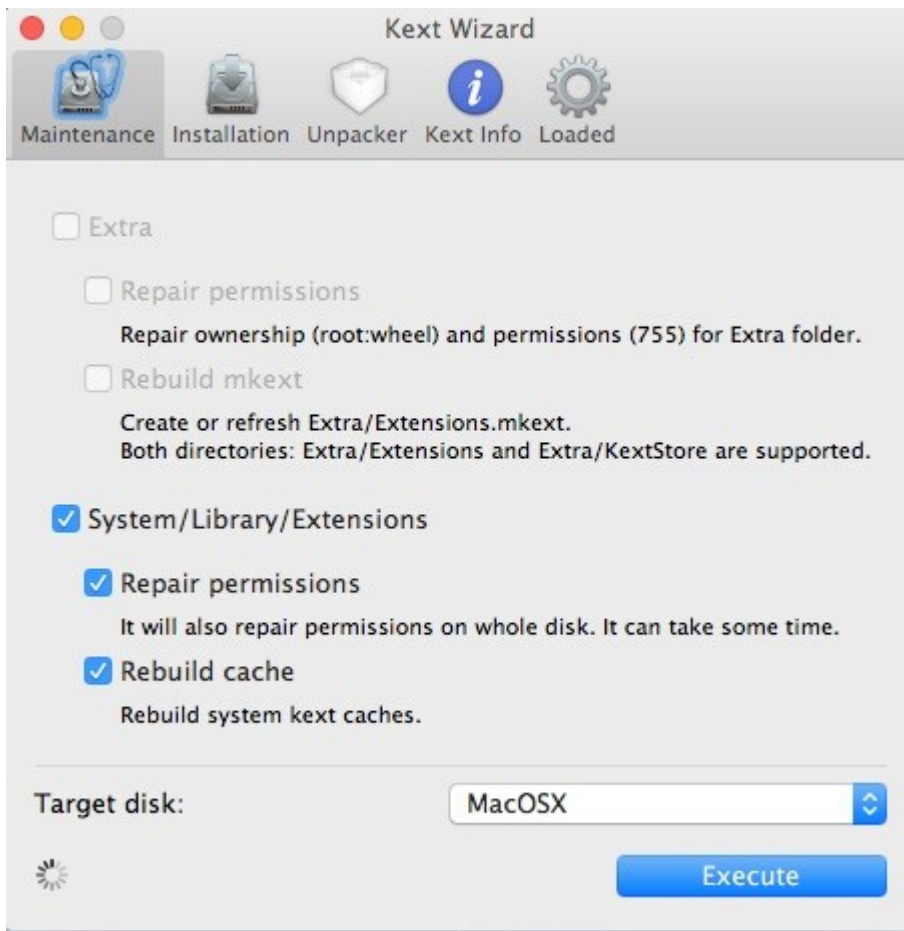 Kext Wizard
Maintenance Installation Unpacker Kext Info Loaded
Extra
Repair permissions
Repair ownership (root:wheel) and permissions (755) for Extra folder.
Rebuild mkext
Create or refresh Extra/Extensions.mkext.
Both directories: Extra/Extensions and Extra/KextStore are supported.
System/Library/Extensions
Repair permissions
It will also repair permissions on whole disk. It can take some time.
Rebuild cache
Rebuild system kext caches.
Target disk: MacOSX
Execute